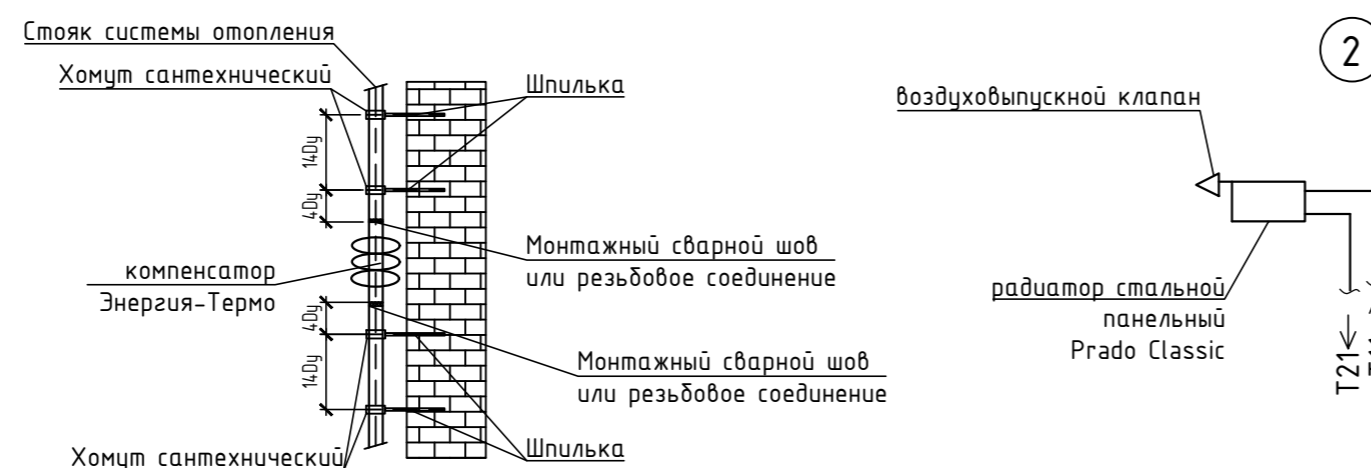 Стояк системы отопления
Хомут сантехнический
Шпилька
14Dy
4Dy
Монтажный сварной шов
или резьбовое соединение
компенсатор
Энергия-Термо
4Dy
14Dy
Монтажный сварной шов
или резьбовое соединение
Шпилька
Хомут сантехнический
2
воздуховыпускной клапан
радиатор стальной
панельный
Prado Classic
T21